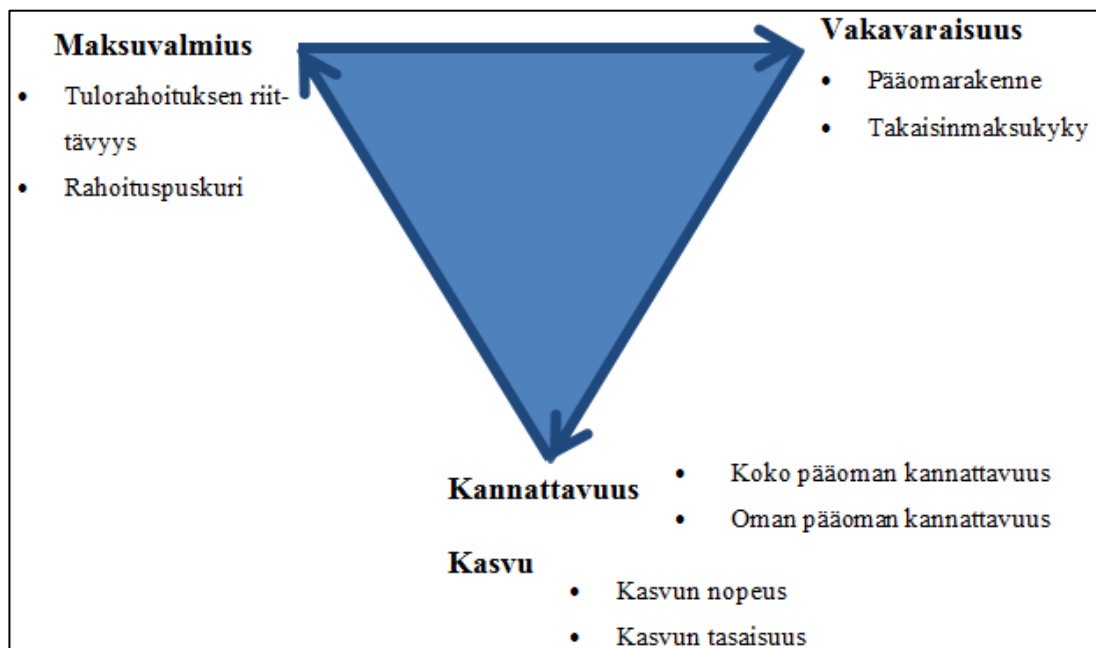 Maksuvalmius
• Tulorahoituksen riit-
tävyys
• Rahoituspuskuri
Vakavaraisuus
• Pääomarakenne
• Takaisinmaksukyky
Kannattavuus
• Koko pääoman kannattavuus
• Oman pääoman kannattavuus
Kasvu
• Kasvun nopeus
• Kasvun tasaisuus